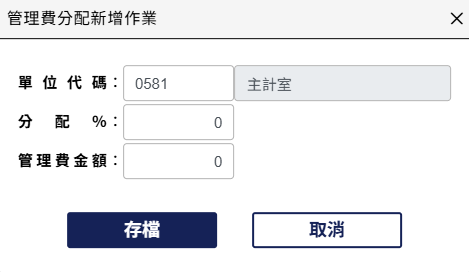 管理費分配新增作業 ×
單位代碼： 0581 主計室
分配%： 0
管理費金額： 0
存檔 取消